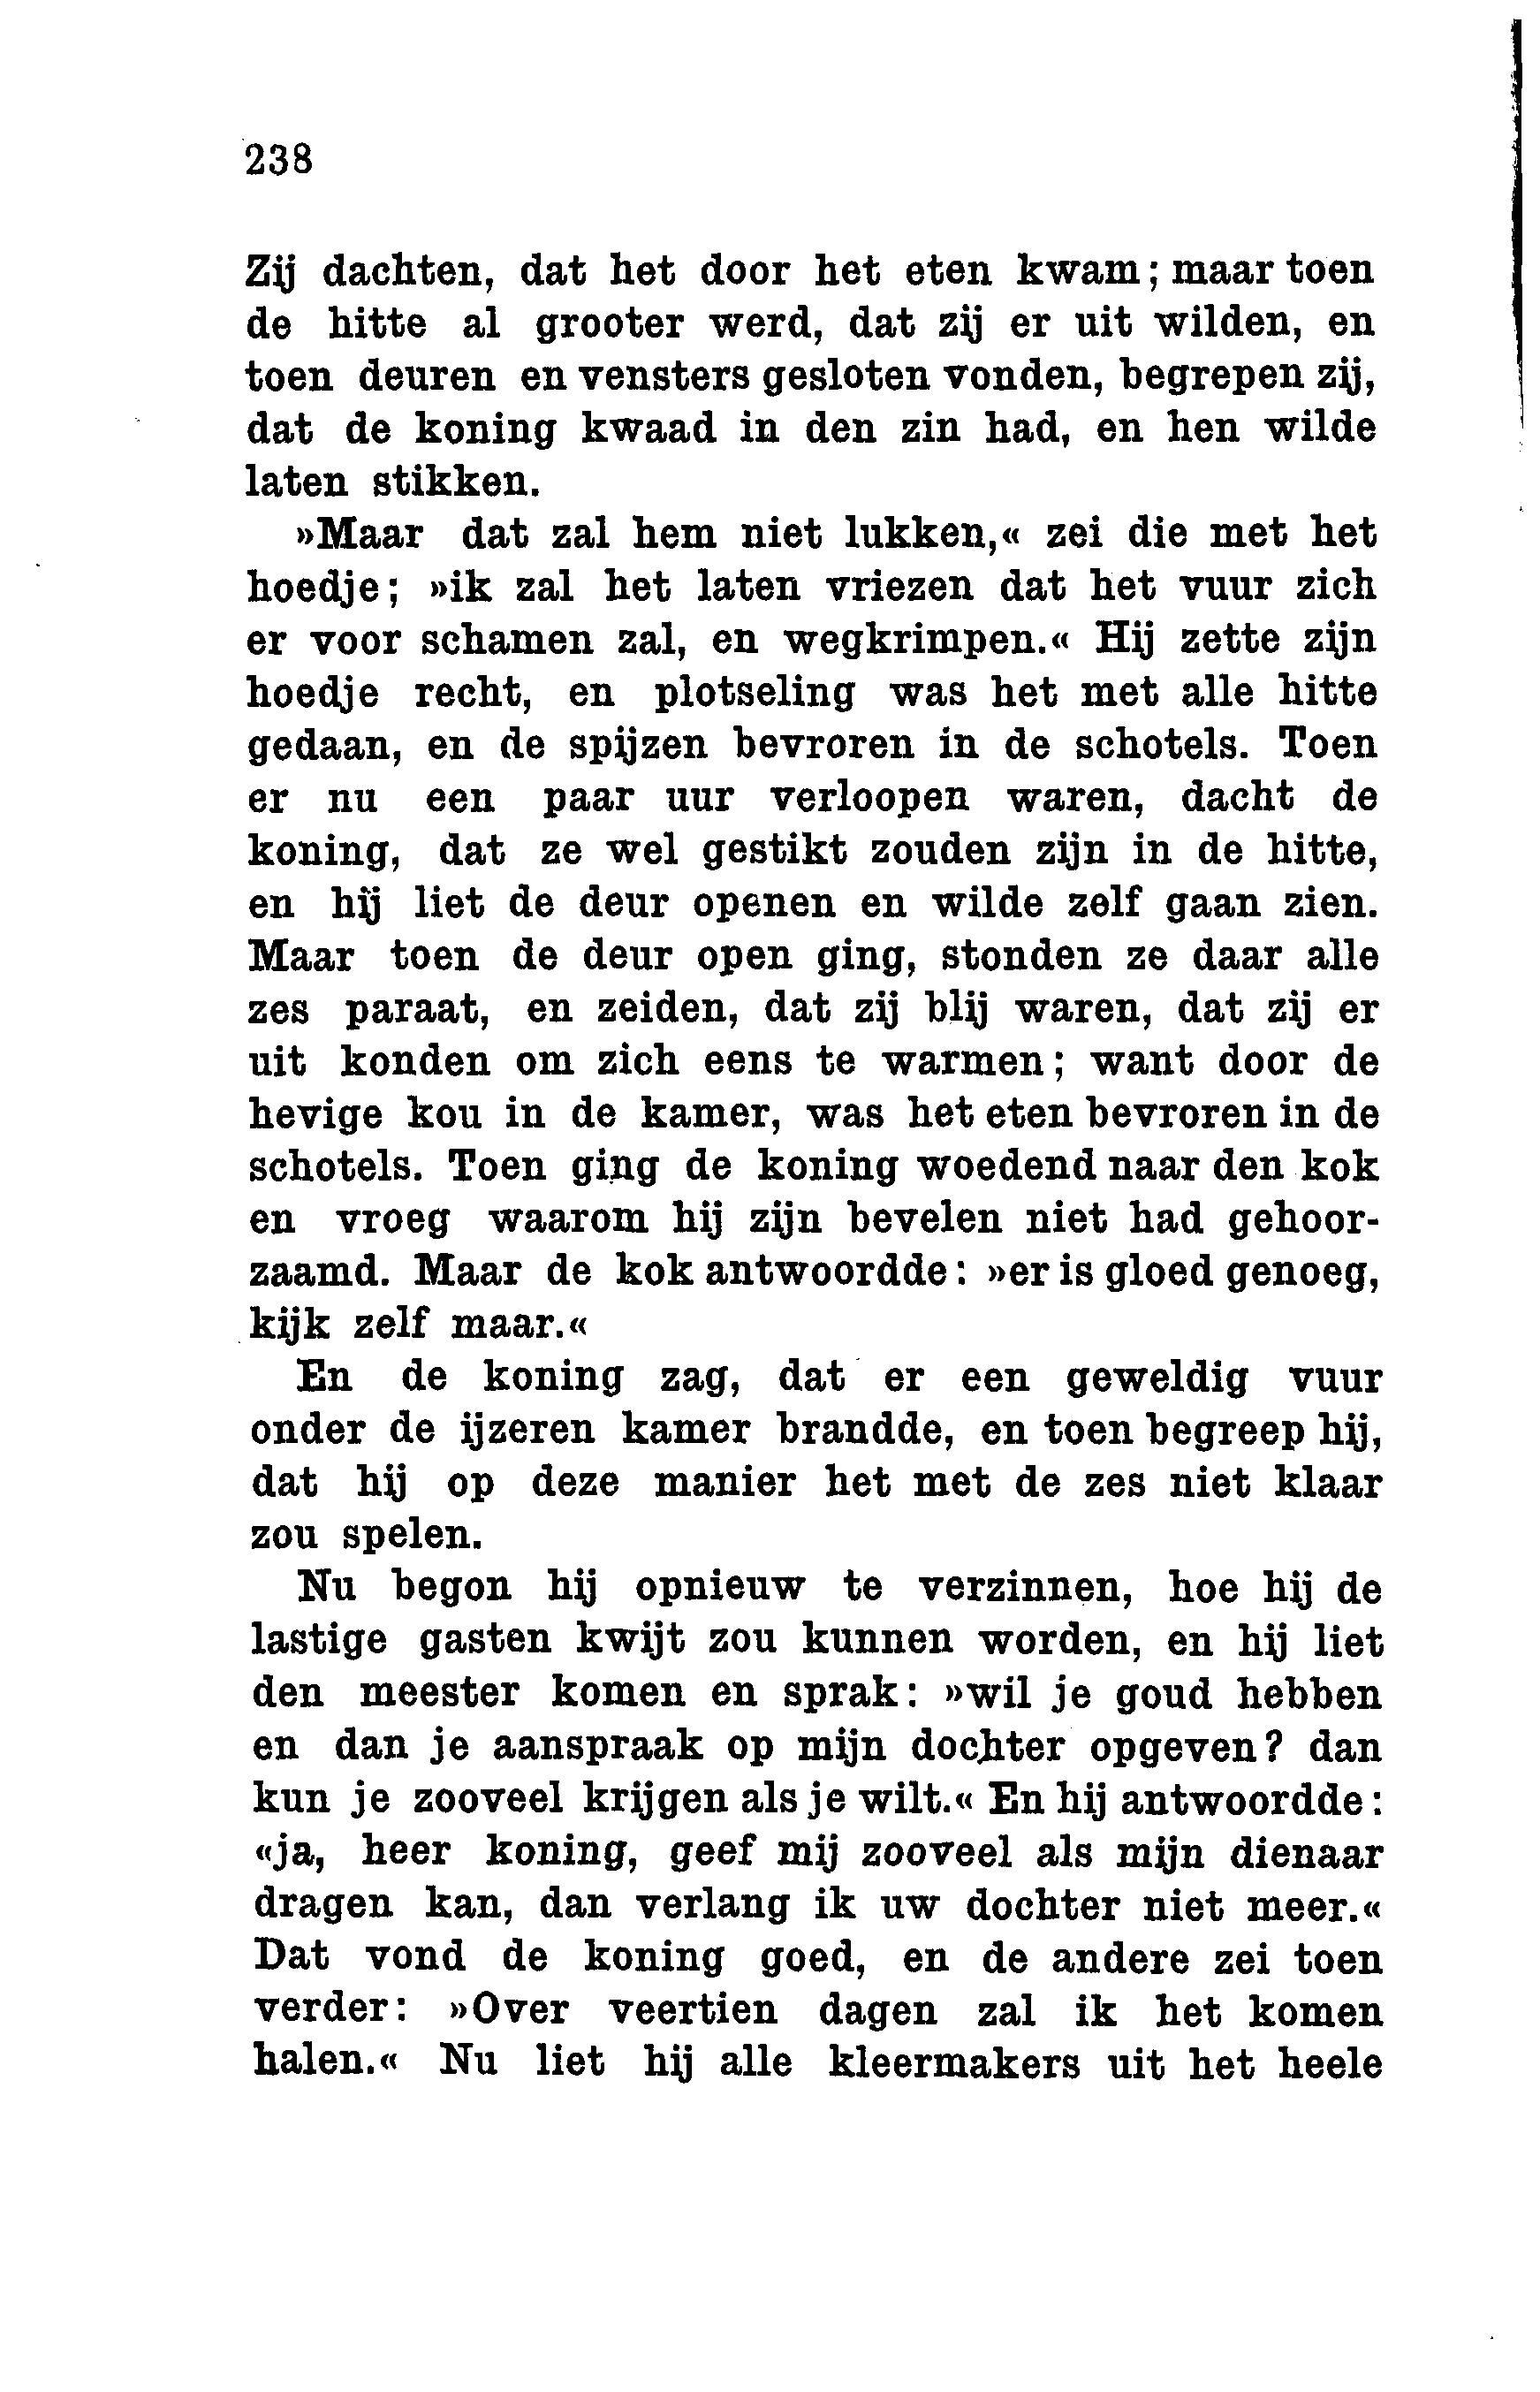 238
Zij dachten, dat het door het eten kwam; maar toen
de hitte al grooter werd, dat zij er uit wilden, en
toen deuren en vensters gesloten vonden, begrepen zij,
dat de koning kwaad in den zin had, en hen wilde
laten stikken.
»Maar dat zal hem niet lukken,« zei die met het
hoedje; »ik zal het laten vriezen dat het vuur zich
er voor schamen zal, en wegkrimpen.« Hij zette zijn
hoedje recht, en plotseling was het met alle hitte
gedaan, en de spijzen bevroren in de schotels. Toen
er nu een paar uur verloopen waren, dacht de
koning, dat ze wel gestikt zouden zijn in de hitte,
en hij liet de deur openen en wilde zelf gaan zien.
Maar toen de deur open ging, stonden ze daar alle
zes paraat, en zeiden, dat zij blij waren, dat zij er
uit konden om zich eens te warmen; want door de
hevige kou in de kamer, was het eten bevroren in de
schotels. Toen ging de koning woedend naar den kok
en vroeg waarom hij zijn bevelen niet had gehoor-
zaamd. Maar de kok antwoordde: »er is gloed genoeg,
kijk zelf maar.«
En de koning zag, dat er een geweldig vuur
onder de ijzeren kamer brandde, en toen begreep hij,
dat hij op deze manier het met de zes niet klaar
zou spelen.
Nu begon hij opnieuw te verzinnen, hoe hij de
lastige gasten kwijt zou kunnen worden, en hij liet
den meester komen en sprak: »wil je goud hebben
en dan je aanspraak op mijn dochter opgeven? dan
kun je zooveel krijgen als je wilt.« En hij antwoordde:
«ja, heer koning, geef mij zooveel als mijn dienaar
dragen kan, dan verlang ik uw dochter niet meer.«
Dat vond de koning goed, en de andere zei toen
verder: »Over veertien dagen zal ik het komen
halen.« Nu liet hij alle kleermakers uit het heele